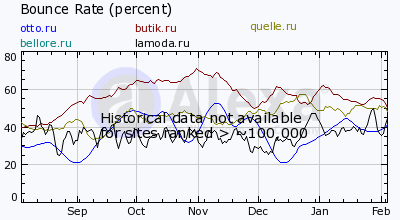 Bounce Rate (percent)
otto.ru butik.ru quelle.ru
bellore.ru lamoda.ru
80
60
40
20
0
Alexa
Historical data not available
for sites ranked > ~100,000
Sep Oct Nov Dec Jan Feb